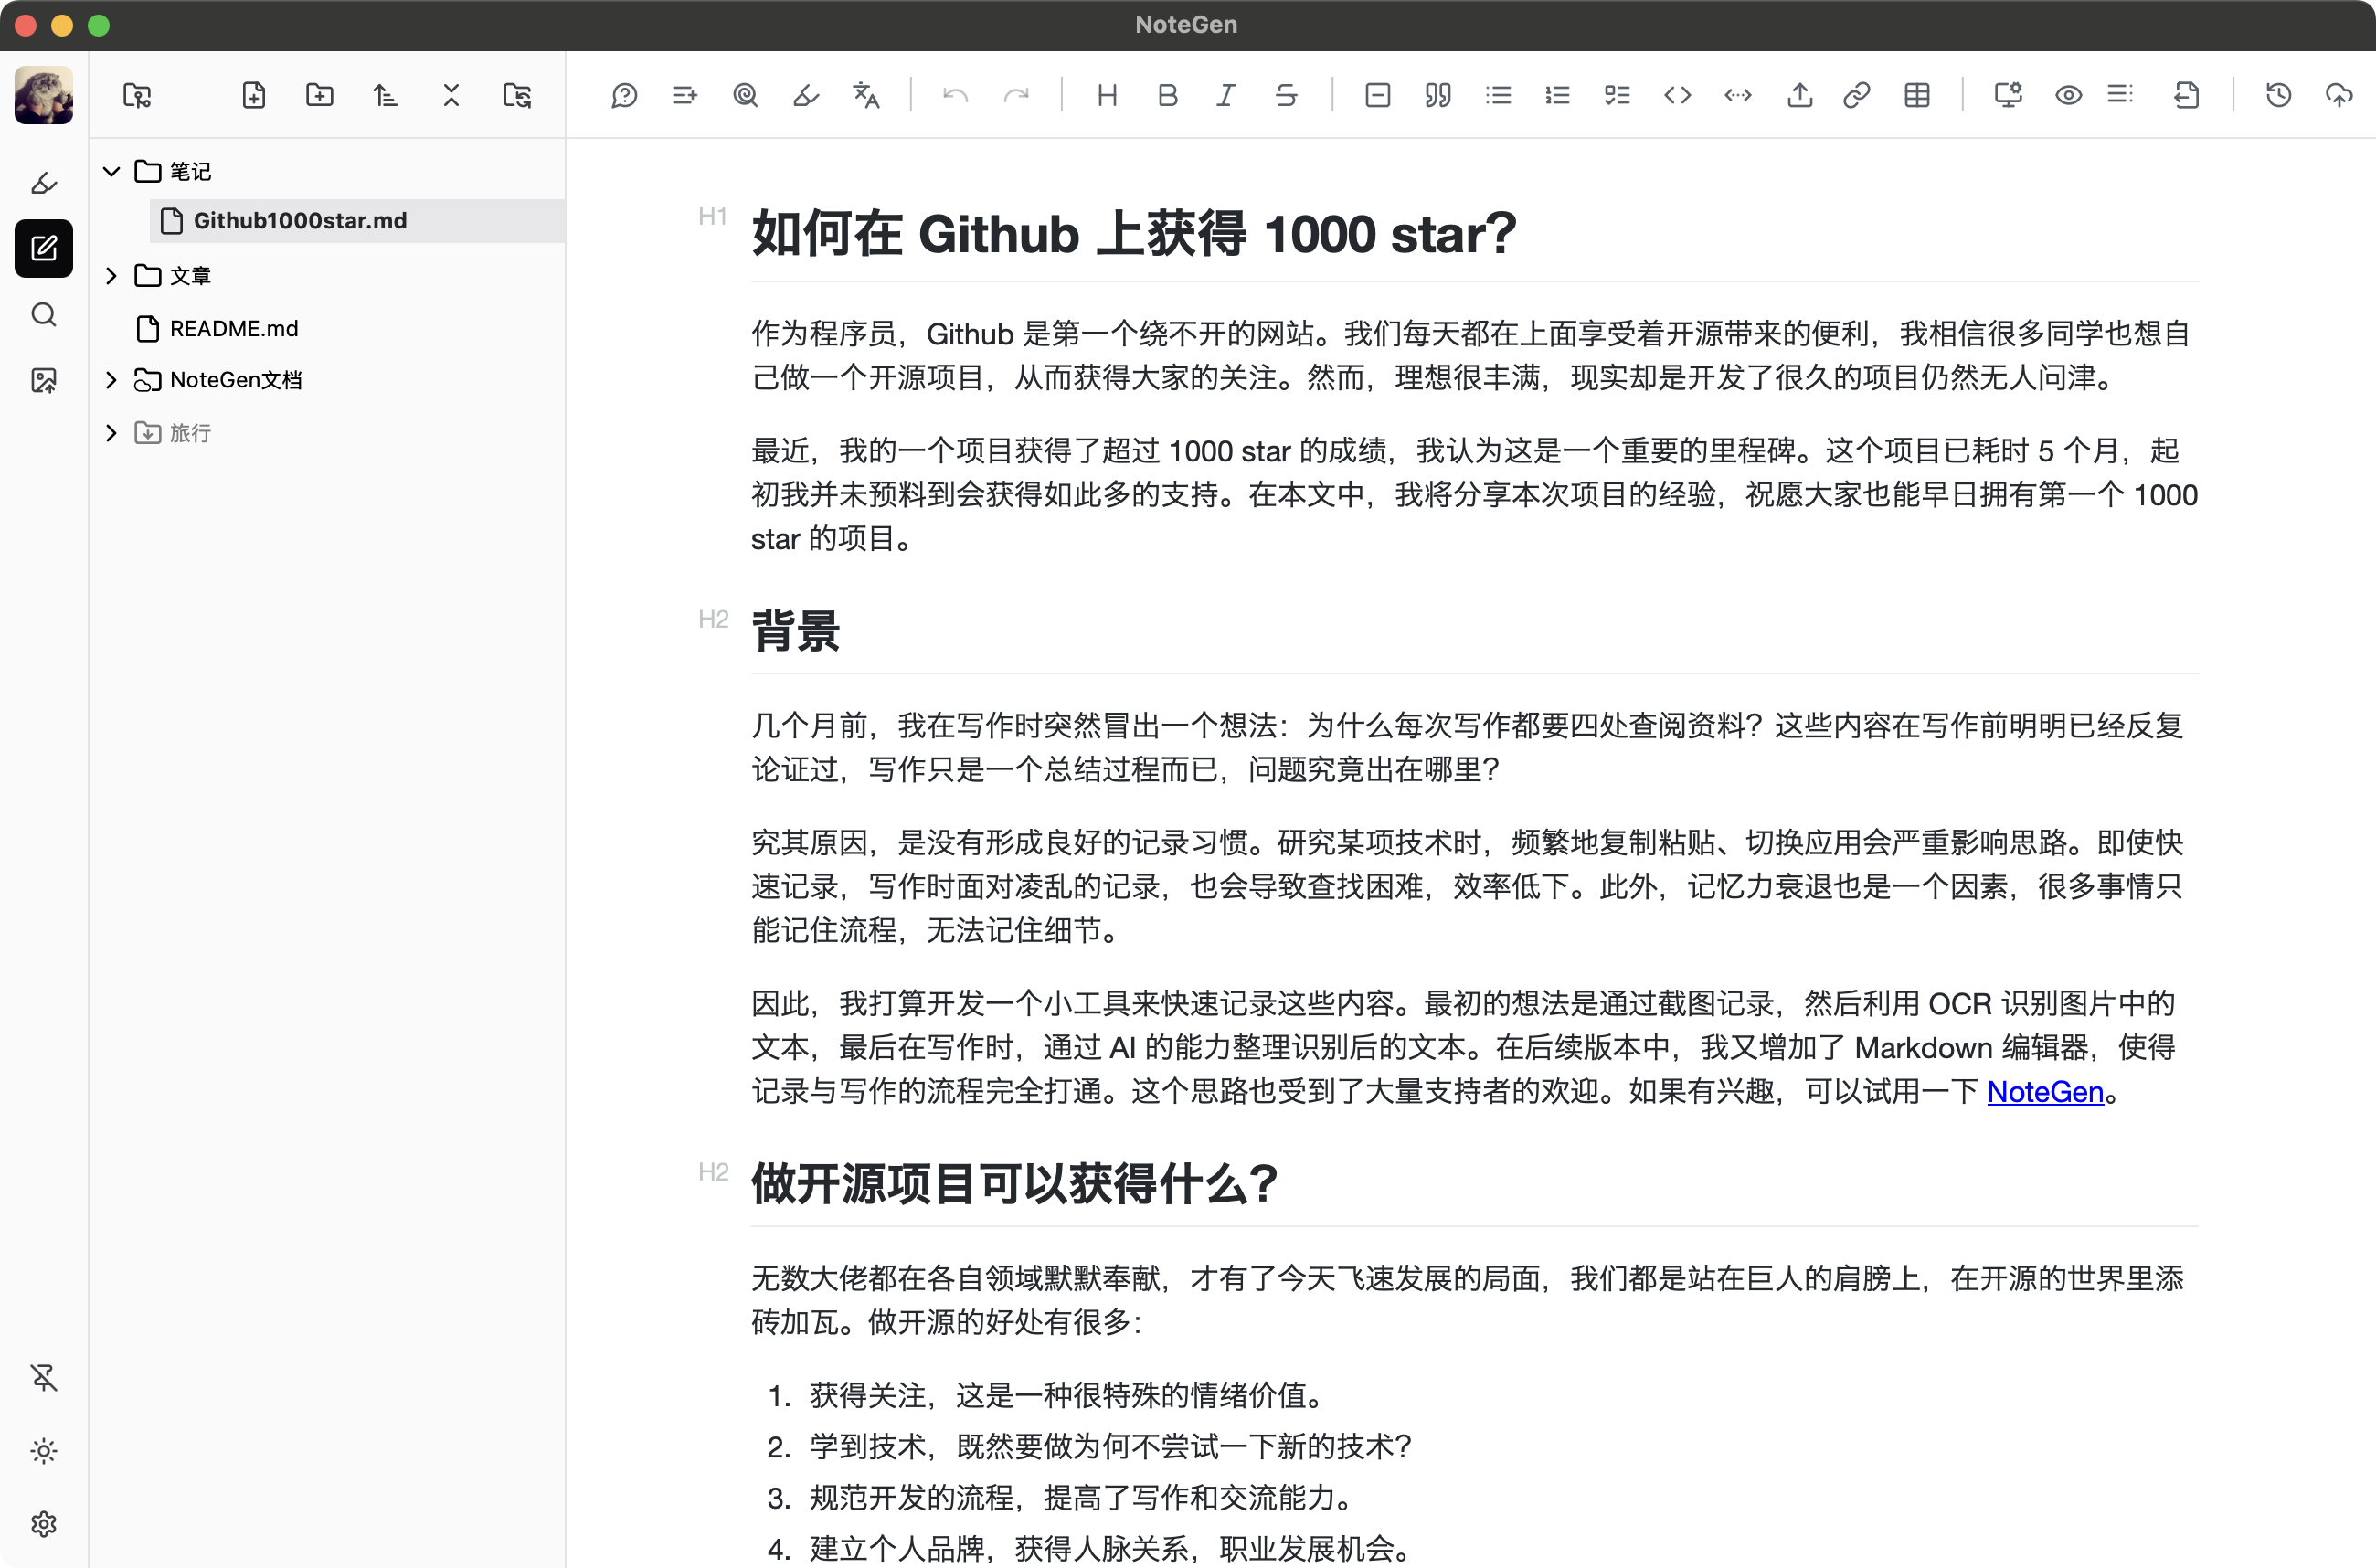 NoteGen
笔记
Github1000star.md
文章
README.md
NoteGen文档
旅行
H1
如何在 Github 上获得 1000 star？
作为程序员，Github 是第一个绕不开的网站。我们每天都在上面享受着开源带来的便利，我相信很多同学也想自
己做一个开源项目，从而获得大家的关注。然而，理想很丰满，现实却是开发了很久的项目仍然无人问津。
最近，我的一个项目获得了超过 1000 star 的成绩，我认为这是一个重要的里程碑。这个项目已耗时 5 个月，起
初我并未预料到会获得如此多的支持。在本文中，我将分享本次项目的经验，祝愿大家也能早日拥有第一个 1000
star 的项目。
H2
背景
几个月前，我在写作时突然冒出一个想法：为什么每次写作都要四处查阅资料？这些内容在写作前明明已经反复
论证过，写作只是一个总结过程而已，问题究竟出在哪里？
究其原因，是没有形成良好的记录习惯。研究某项技术时，频繁地复制粘贴、切换应用会严重影响思路。即使快
速记录，写作时面对凌乱的记录，也会导致查找困难，效率低下。此外，记忆力衰退也是一个因素，很多事情只
能记住流程，无法记住细节。
因此，我打算开发一个小工具来快速记录这些内容。最初的想法是通过截图记录，然后利用 OCR 识别图片中的
文本，最后在写作时，通过 AI 的能力整理识别后的文本。在后续版本中，我又增加了 Markdown 编辑器，使得
记录与写作的流程完全打通。这个思路也受到了大量支持者的欢迎。如果有兴趣，可以试用一下 NoteGen。
H2
做开源项目可以获得什么？
无数大佬都在各自领域默默奉献，才有了今天飞速发展的局面，我们都是站在巨人的肩膀上，在开源的世界里添
砖加瓦。做开源的好处有很多：
1. 获得关注，这是一种很特殊的情绪价值。
2. 学到技术，既然要做为何不尝试一下新的技术？
3. 规范开发的流程，提高了写作和交流能力。
4. 建立个人品牌，获得人脉关系，职业发展机会。